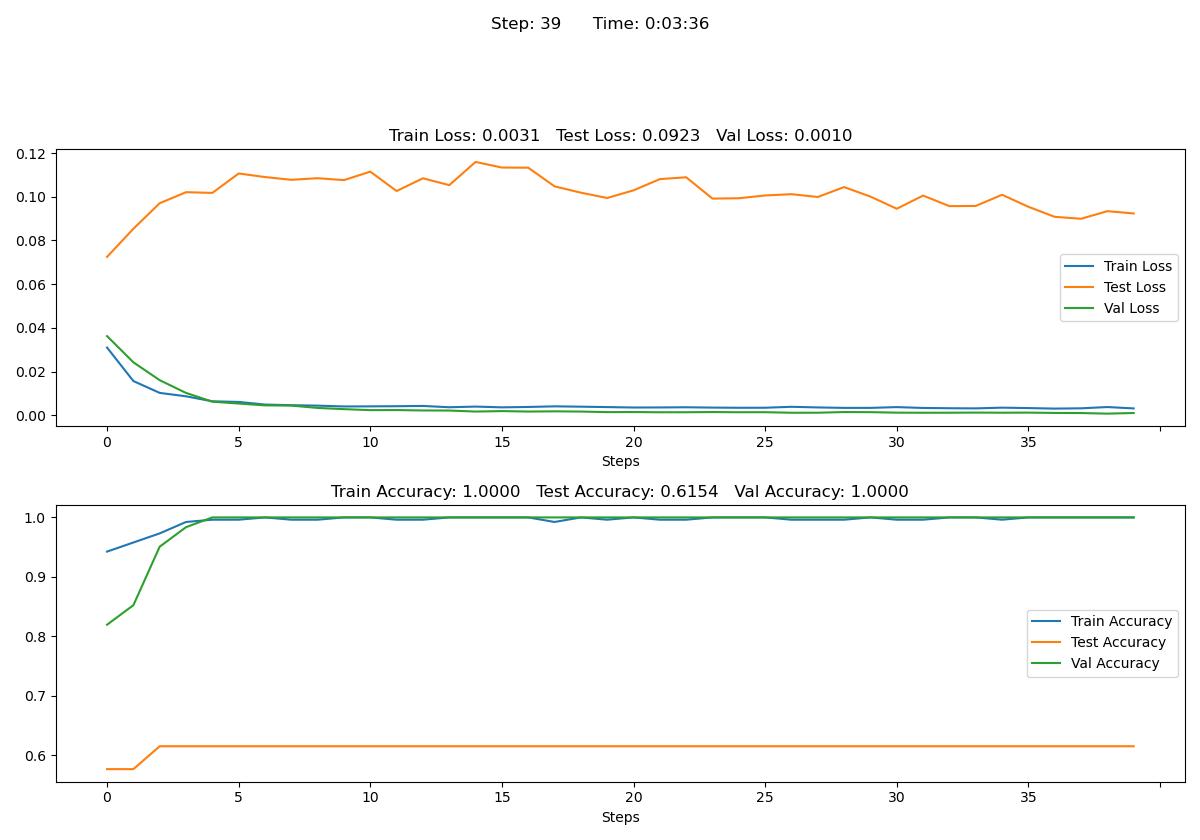 Step: 39 Time: 0:03:36
Train Loss: 0.0031 Test Loss: 0.0923 Val Loss: 0.0010
0.12
0.10
0.08
0.06
0.04
0.02
0.00
Train Loss
Test Loss
Val Loss
0 5 10 15 20 25 30 35
Steps
Train Accuracy: 1.0000 Test Accuracy: 0.6154 Val Accuracy: 1.0000
1.0
0.9
0.8
0.7
0.6
Train Accuracy
Test Accuracy
Val Accuracy
0 5 10 15 20 25 30 35
Steps